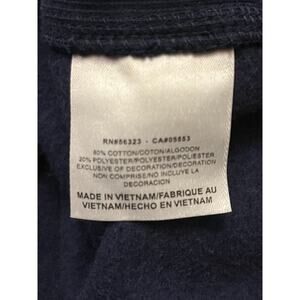 RN#56323 - CA#05553
80% COTTON/COTON/ALGODON
20% POLYESTER/POLYESTER/POLIESTER
EXCLUSIVE OF DECORATION/DECORATION
NON COMPRISE/NO INCLUYE LA
DECORACION
MADE IN VIETNAM/FABRIQUE AU
VIETNAM/HECHO EN VIETNAM